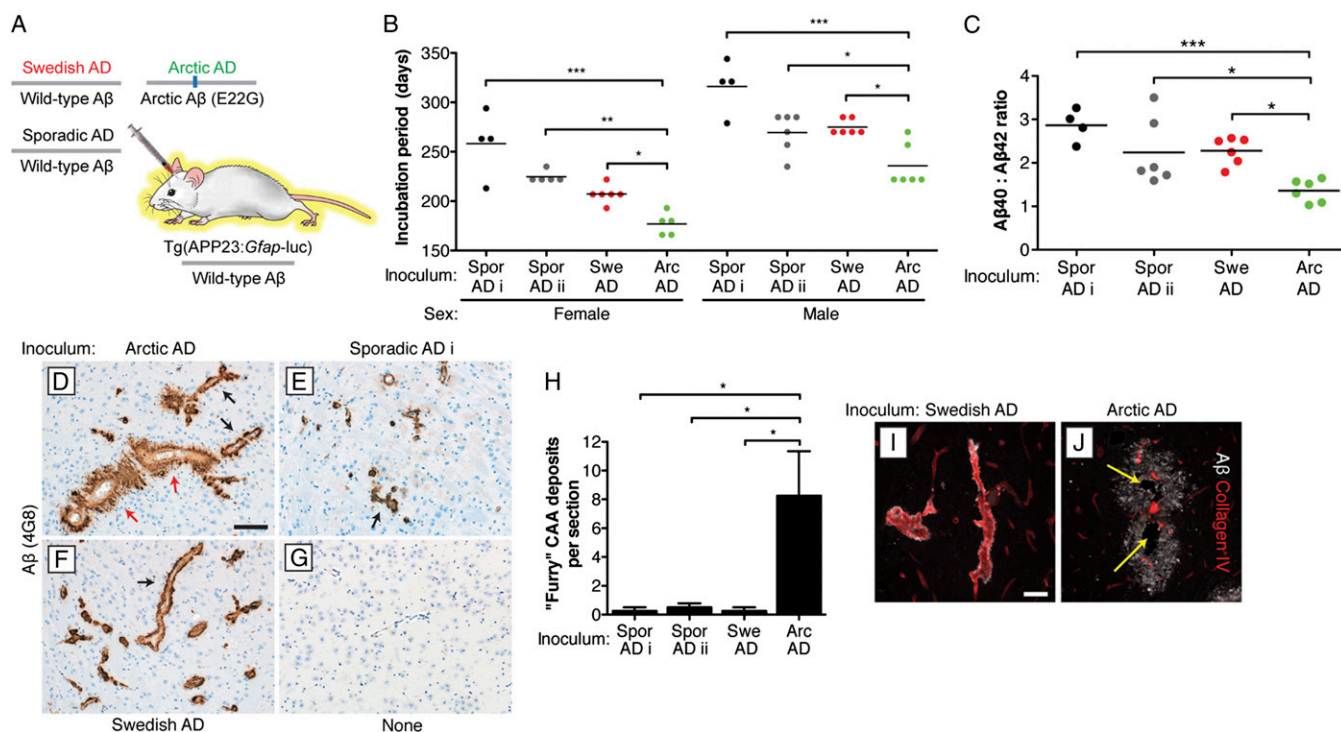 A
Swedish AD
Wild-type Aβ
Arctic AD
Arctic Aβ (E22G)
Sporadic AD
Wild-type Aβ
Tg(APP23:Gfap-luc)
Wild-type Aβ
B
Incubation period (days)
350
300
250
200
150
***
**
*
***
*
*
Inoculum:
Spor AD i
Spor AD ii
Swe AD
Arc AD
Spor AD i
Spor AD ii
Swe AD
Arc AD
Sex:
Female
Male
C
Aβ40 : Aβ42 ratio
4
3
2
1
0
***
*
*
Inoculum:
Spor AD i
Spor AD ii
Swe AD
Arc AD
Inoculum:
Arctic AD
Sporadic AD i
Aβ (4G8)
D
E
F
G
Swedish AD
None
H
"Furry" CAA deposits
per section
12
10
8
6
4
2
0
*
*
*
Inoculum:
Spor AD i
Spor AD ii
Swe AD
Arc AD
Inoculum: Swedish AD
Arctic AD
I
J
Aβ Collagen IV